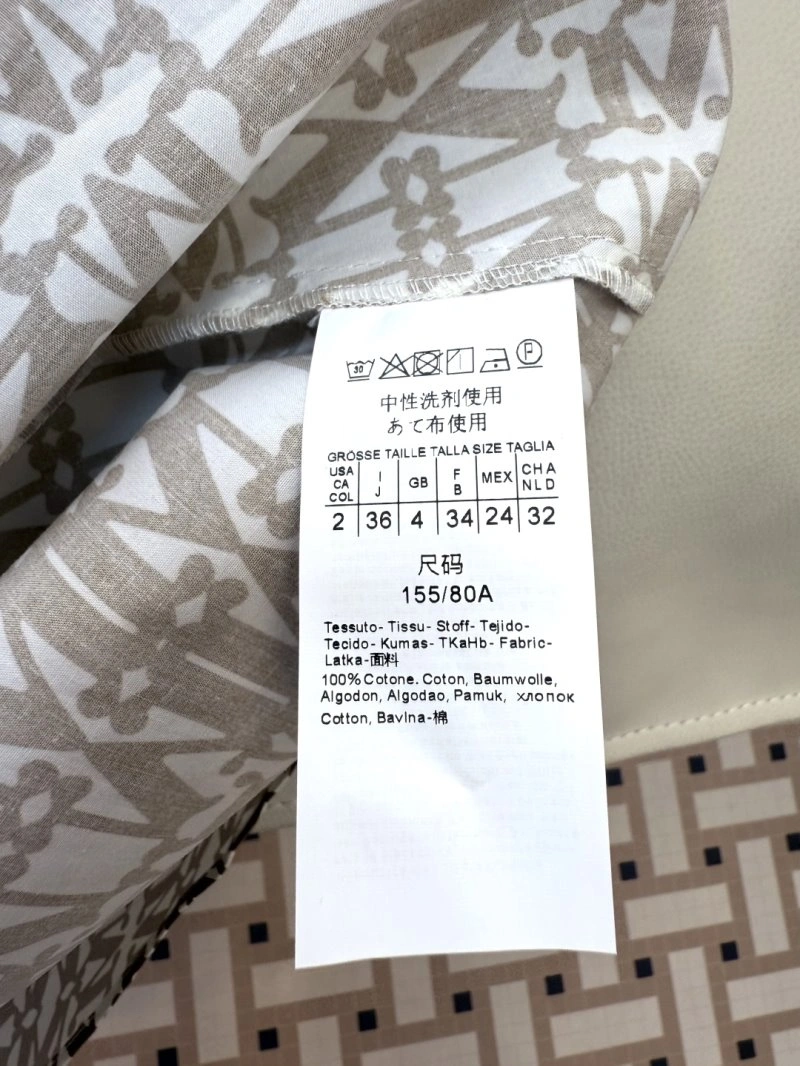 30 P
中性洗剤使用
あて布使用
GRÖSSE TAILLE TALLA SIZE TAGLIA
USA CA COL I J GB F B MEX CHA NLD
2 36 4 34 24 32
尺码
155/80A
Tessuto- Tissu- Stoff- Tejido-
Tecido- Kumas- TKaHb- Fabric-
Latka-面料
100%Cotone. Coton, Baumwolle,
Algodon, Algodao, Pamuk, хлопок
Cotton, Bavlna-棉